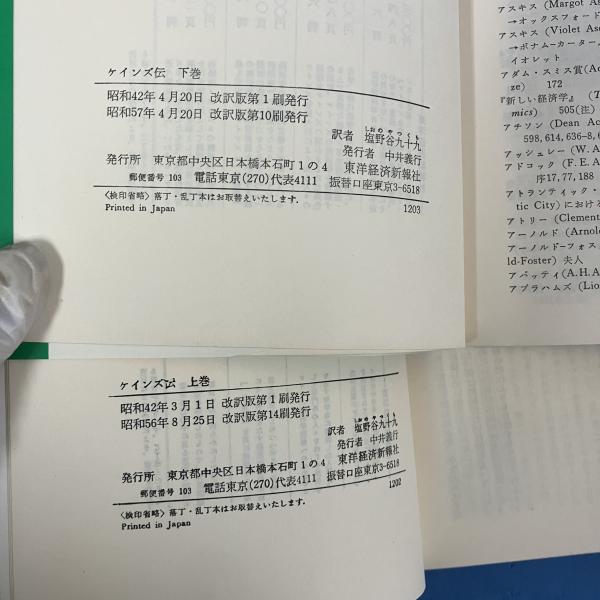 ケインズ伝 下巻
昭和42年4月20日 改訳版第1刷発行
昭和57年4月20日 改訳版第10刷発行
しおのやつくも
訳者 塩野谷九十九
発行者 中井義行
発行所 東京都中央区日本橋本石町1の4 東洋経済新報社
郵便番号 103 電話東京(270)代表4111 振替口座東京3-6518
〈検印省略〉落丁・乱丁本はお取替えいたします.
Printed in Japan
1203
アスキス (Margot As
→オックスフォード
アスキス (Violet As
→ボナム−カーター
イオレット
アダム・スミス賞(Ad
ze) 172
『新しい経済学』 (T
mics) 505(注)
アチソン (Dean Ac
598, 614, 636-8, 6
アッシュレー (W. A
アドコック (F. E. A
序17, 77, 188
アトランティック・
tic City) におけ
アトリー (Clement
アーノルド (Arnol
アーノルド−フォス
ld-Foster) 夫人
アバッティ(A. H. A
アブラハムズ (Lio
ケインズ伝 上巻
昭和42年3月1日 改訳版第1刷発行
昭和56年8月25日 改訳版第14刷発行
しおのやつくも
訳者 塩野谷九十九
発行者 中井義行
発行所 東京都中央区日本橋本石町1の4 東洋経済新報社
郵便番号 103 電話東京(270)代表4111 振替口座東京3-6518
〈検印省略〉落丁・乱丁本はお取替えいたします.
Printed in Japan
1202